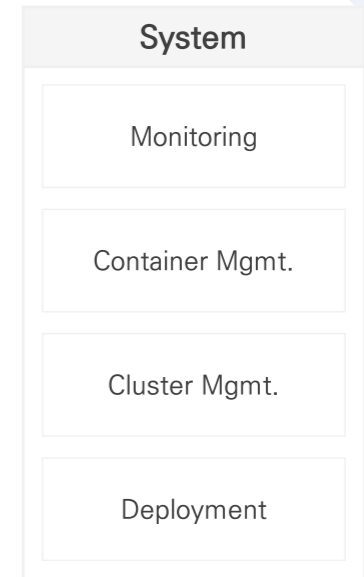 System
Monitoring
Container Mgmt.
Cluster Mgmt.
Deployment